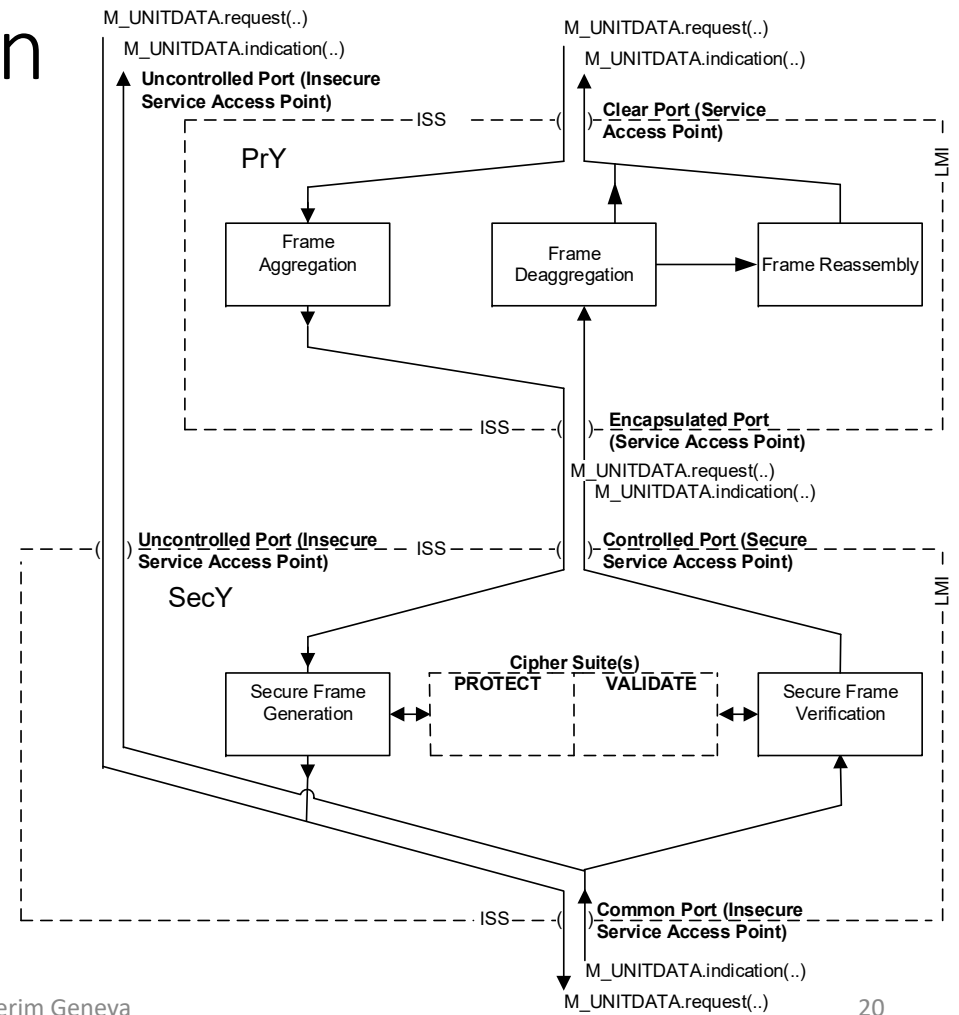 n
M_UNITDATA.request(..)
M_UNITDATA.indication(..)
Uncontrolled Port (Insecure
Service Access Point)
M_UNITDATA.request(..)
M_UNITDATA.indication(..)
Clear Port (Service
Access Point)
ISS
LMI
PrY
Frame
Aggregation
Frame
Deaggregation
Frame Reassembly
ISS
Encapsulated Port
(Service Access Point)
M_UNITDATA.request(..)
M_UNITDATA.indication(..)
Uncontrolled Port (Insecure
Service Access Point)
ISS
Controlled Port (Secure
Service Access Point)
LMI
SecY
Secure Frame
Generation
Cipher Suite(s)
PROTECT
VALIDATE
Secure Frame
Verification
ISS
Common Port (Insecure
Service Access Point)
M_UNITDATA.indication(..)
M_UNITDATA.request(..)
erim Geneva
20